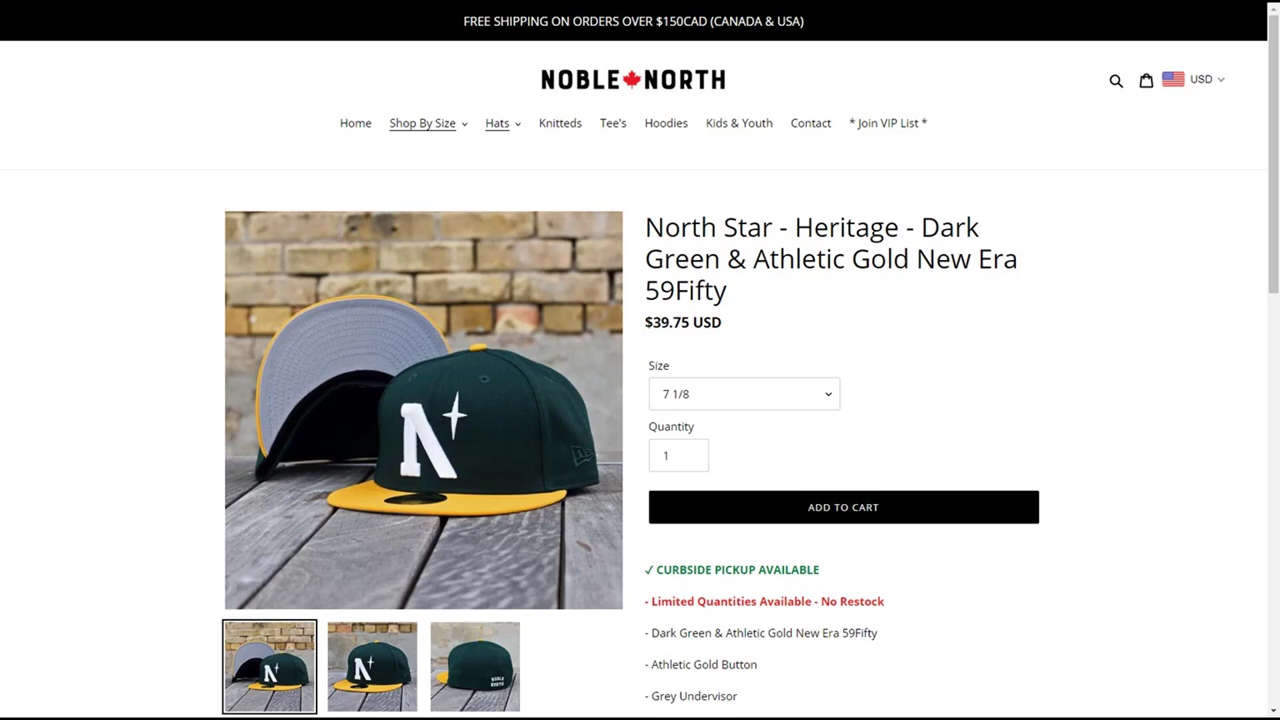 FREE SHIPPING ON ORDERS OVER $150CAD (CANADA & USA)
NOBLE NORTH
USD
Home Shop By Size Hats Knitteds Tee's Hoodies Kids & Youth Contact * Join VIP List *
North Star - Heritage - Dark
Green & Athletic Gold New Era
59Fifty
$39.75 USD
Size
7 1/8
Quantity
1
ADD TO CART
✓ CURBSIDE PICKUP AVAILABLE
- Limited Quantities Available - No Restock
- Dark Green & Athletic Gold New Era 59Fifty
- Athletic Gold Button
- Grey Undervisor
N
N
N
NOBLE
NORTH